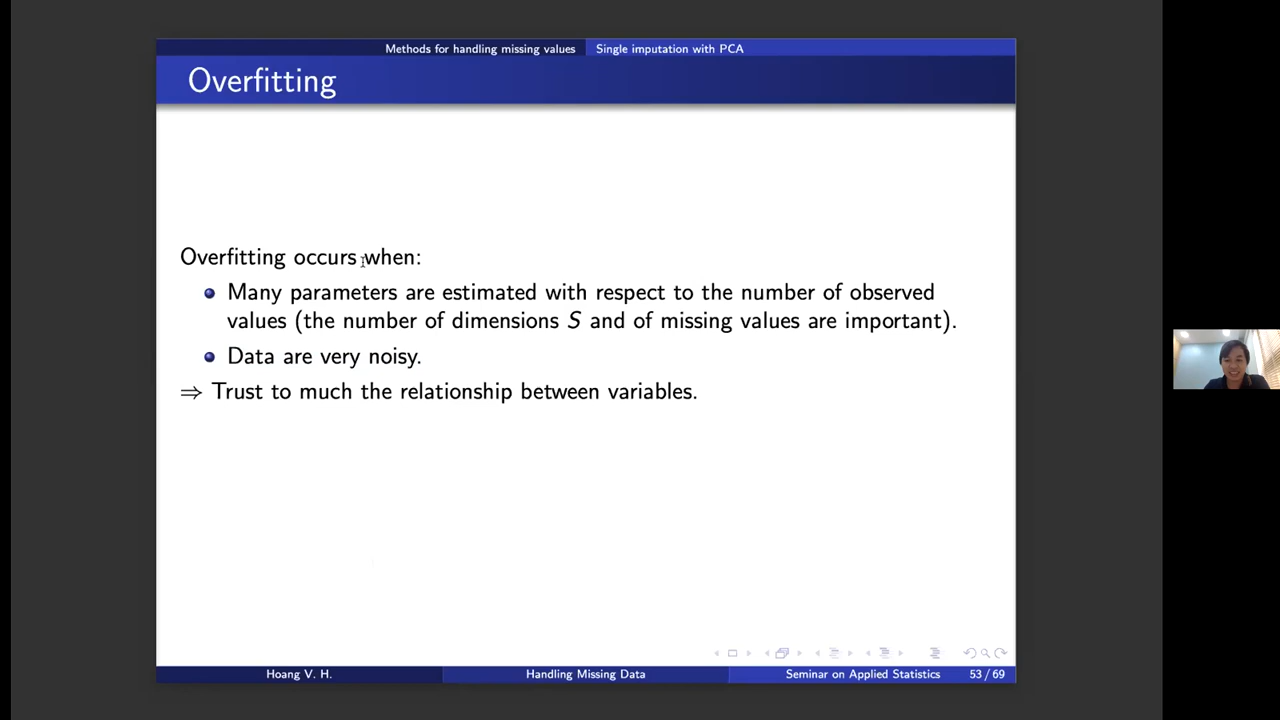 Methods for handling missing values Single imputation with PCA
Overfitting
Overfitting occurs when:
Many parameters are estimated with respect to the number of observed
values (the number of dimensions S and of missing values are important).
Data are very noisy.
⇒ Trust to much the relationship between variables.
Hoang V. H. Handling Missing Data Seminar on Applied Statistics 53 / 69